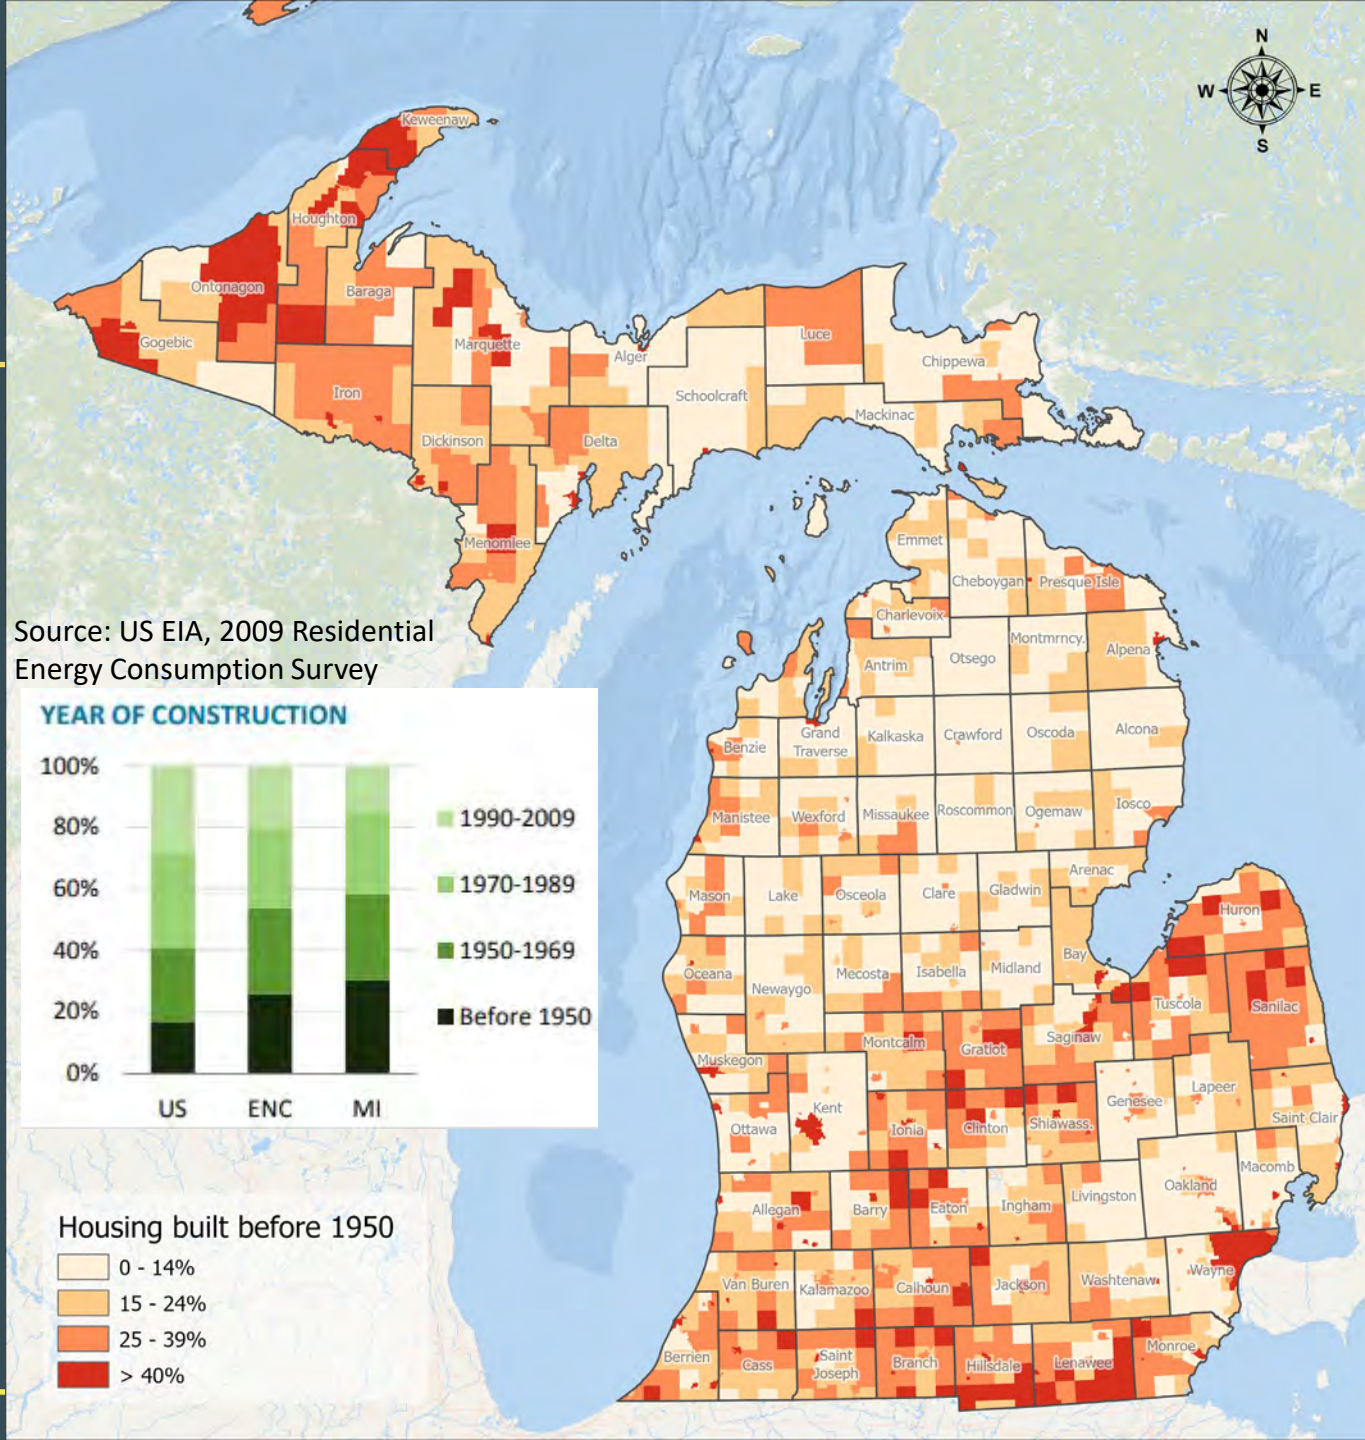 N
W E
S
Keweenaw
Houghton
Ontonagon
Baraga
Gogebic
Marquette
Luce
Alger
Chippewa
Iron
Schoolcraft
Mackinac
Dickinson
Delta
Menomlee
Emmet
Cheboygan
Presque Isle
Charlevoix
Source: US EIA, 2009 Residential
Energy Consumption Survey
Montmrncy.
Alpena
Antrim
Otsego
YEAR OF CONSTRUCTION
100%
80%
60%
40%
20%
0%
US ENC MI
1990-2009
1970-1989
1950-1969
Before 1950
Benzie
Grand
Traverse
Kalkaska
Crawford
Oscoda
Alcona
Manistee
Wexford
Missaukee
Roscommon
Ogemaw
Iosco
Arenac
Mason
Lake
Osceola
Clare
Gladwin
Huron
Oceana
Newaygo
Mecosta
Isabella
Midland
Bay
Tuscola
Sanilac
Muskegon
Montcalm
Gratiot
Saginaw
Ottawa
Kent
Ionia
Clinton
Shiawass.
Genesee
Lapeer
Saint Clair
Allegan
Barry
Eaton
Ingham
Livingston
Oakland
Macomb
Van Buren
Kalamazoo
Calhoun
Jackson
Washtenaw
Wayne
Berrien
Cass
Saint
Joseph
Branch
Hillsdale
Lenawee
Monroe
Housing built before 1950
0 - 14%
15 - 24%
25 - 39%
> 40%